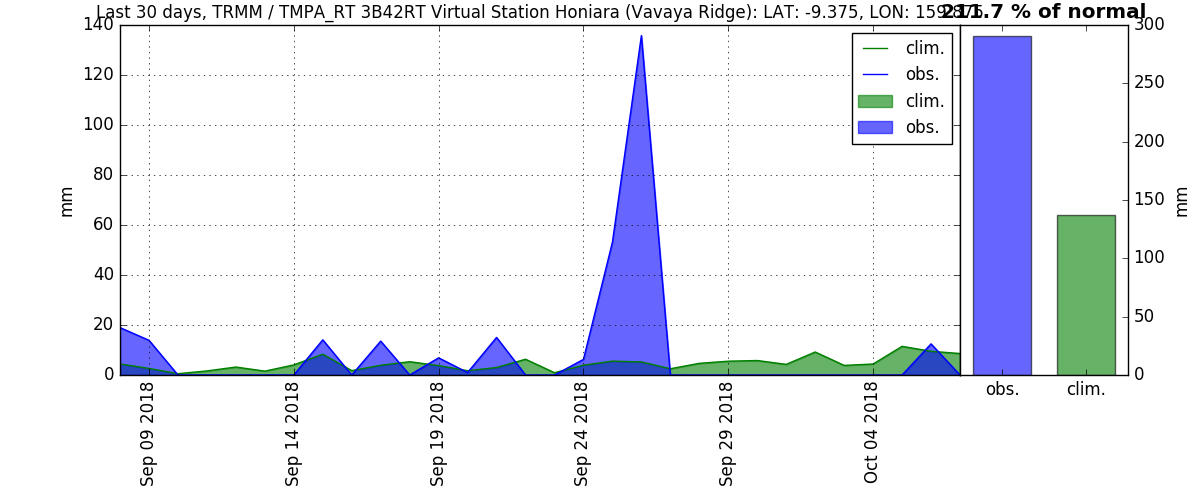 Last 30 days, TRMM / TMPA_RT 3B42RT Virtual Station Honiara (Vavaya Ridge): LAT: -9.375, LON:
211.7 % of normal
140
120
100
80
60
40
20
0
mm
clim.
obs.
clim.
obs.
Sep 09 2018
Sep 14 2018
Sep 19 2018
Sep 24 2018
Sep 29 2018
Oct 04 2018
300
250
200
150
100
50
0
mm
obs.
clim.